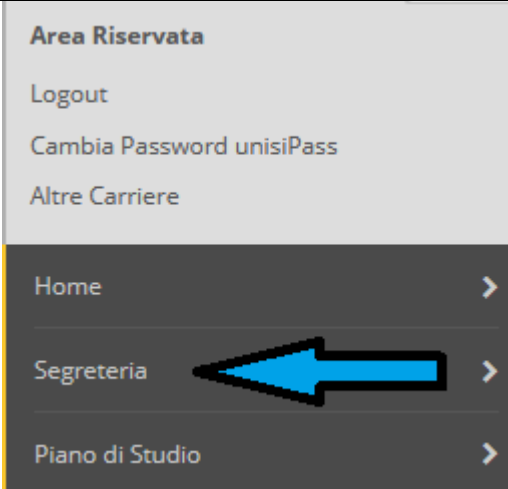 Area Riservata
Logout
Cambia Password unisiPass
Altre Carriere
Home
Segreteria
Piano di Studio